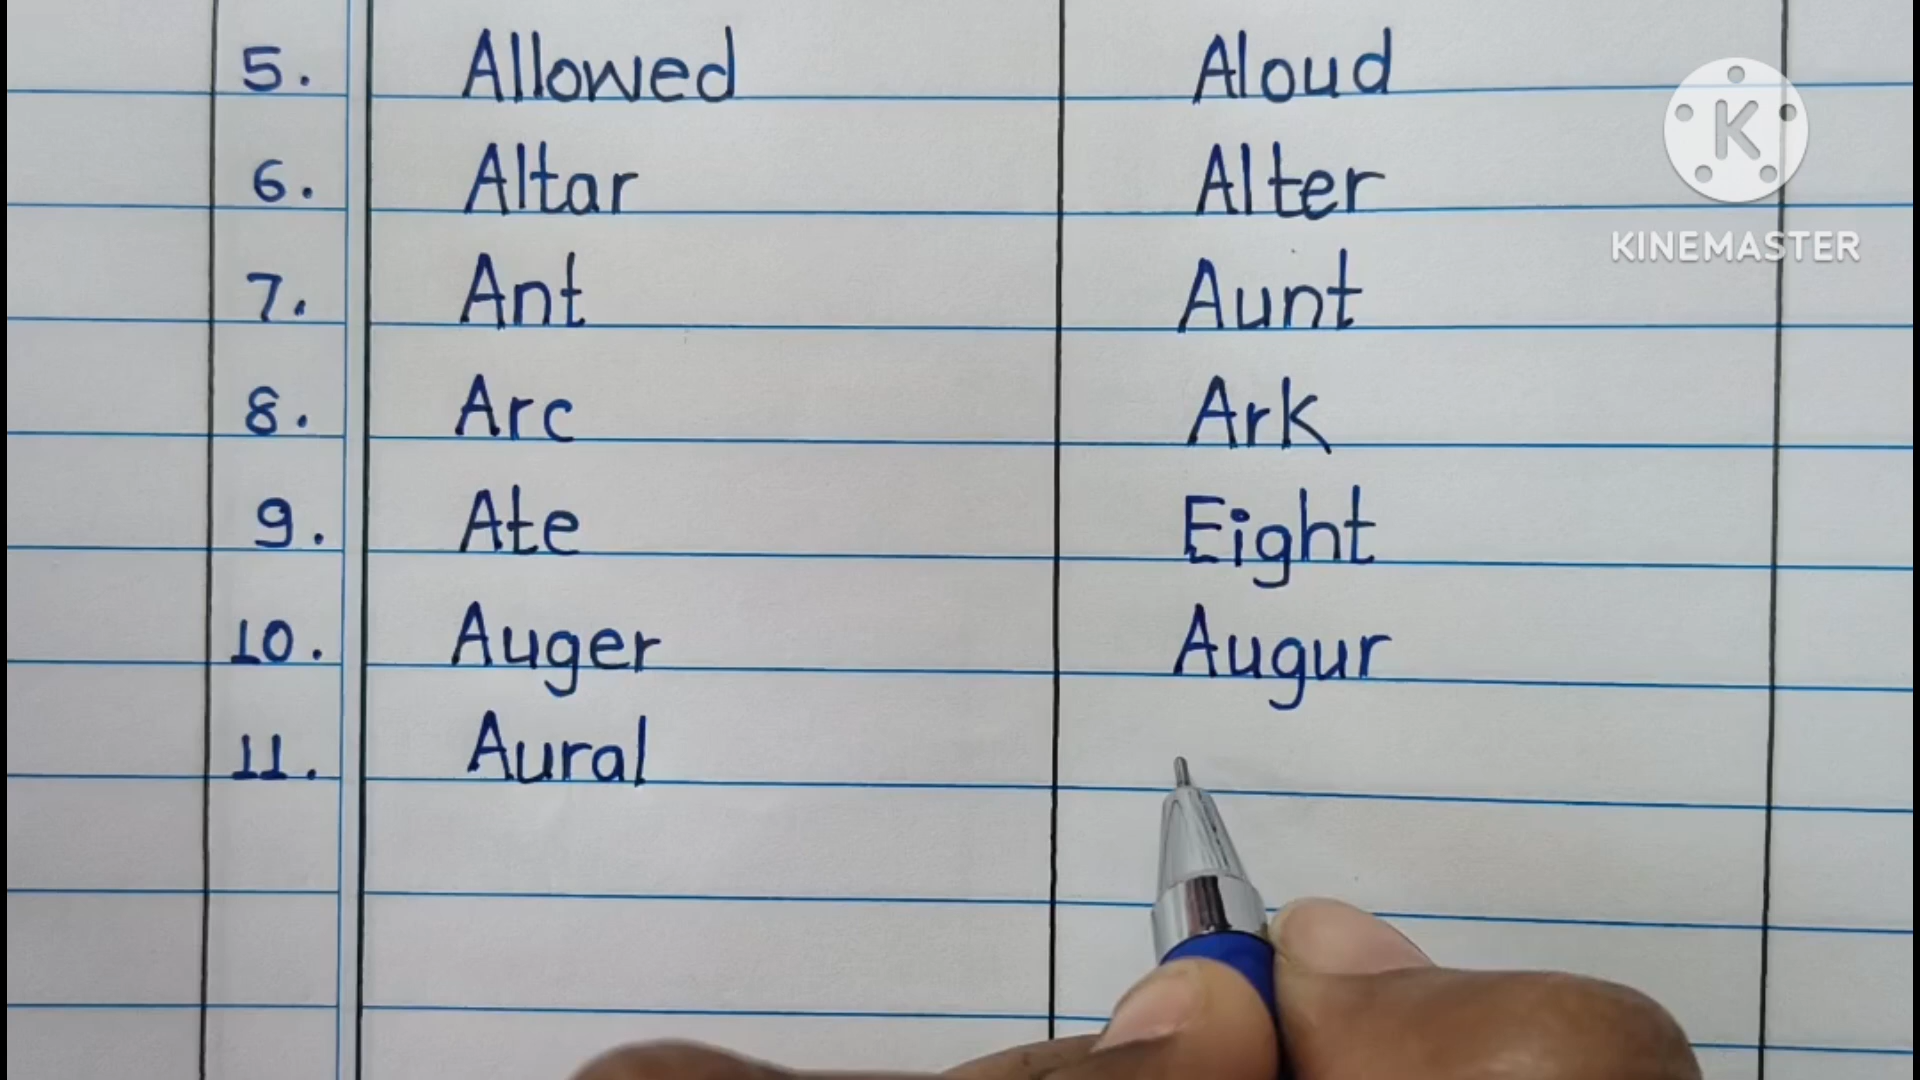 5. Allowed Aloud
6. Altar Alter
7. Ant Aunt
8. Arc Ark
9. Ate Eight
10. Auger Augur
11. Aural
K
KINEMASTER